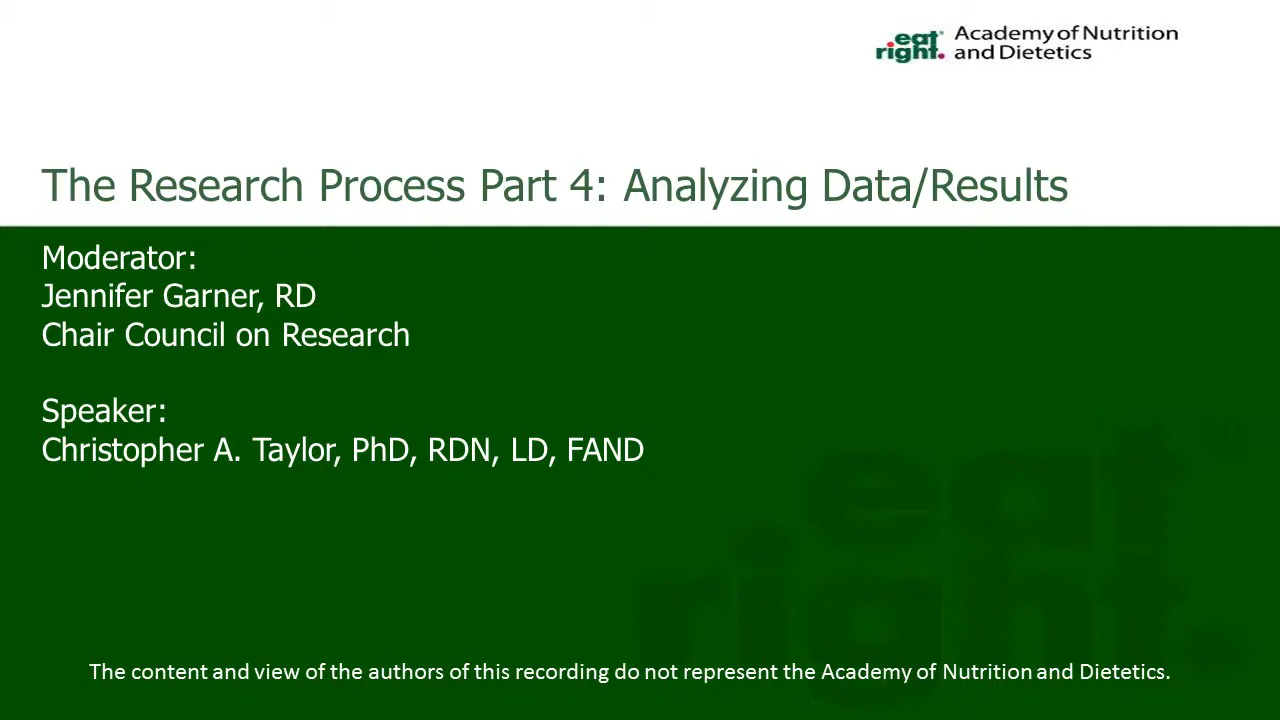 eat right. Academy of Nutrition
and Dietetics
The Research Process Part 4: Analyzing Data/Results
Moderator:
Jennifer Garner, RD
Chair Council on Research
Speaker:
Christopher A. Taylor, PhD, RDN, LD, FAND
eat
right.
The content and view of the authors of this recording do not represent the Academy of Nutrition and Dietetics.